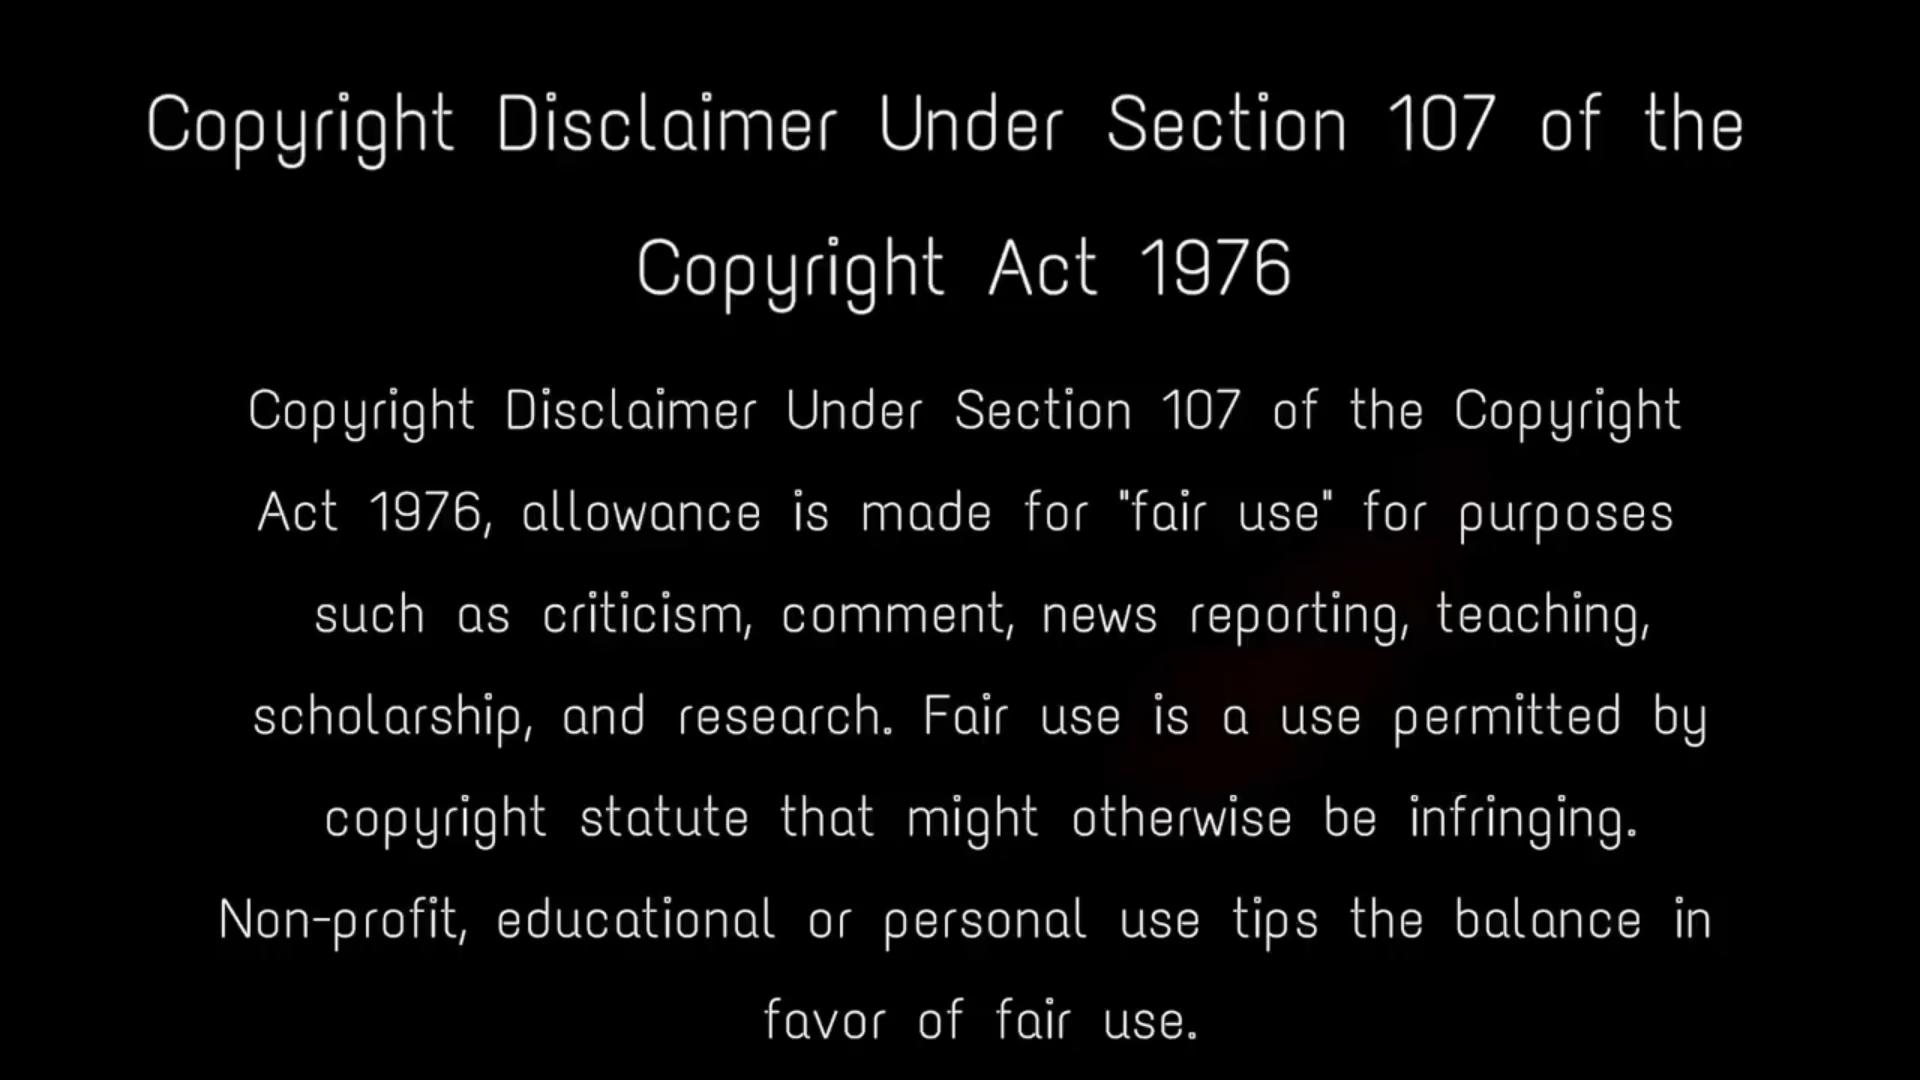 Copyright Disclaimer Under Section 107 of the
Copyright Act 1976
Copyright Disclaimer Under Section 107 of the Copyright
Act 1976, allowance is made for "fair use" for purposes
such as criticism, comment, news reporting, teaching,
scholarship, and research. Fair use is a use permitted by
copyright statute that might otherwise be infringing.
Non-profit, educational or personal use tips the balance in
favor of fair use.